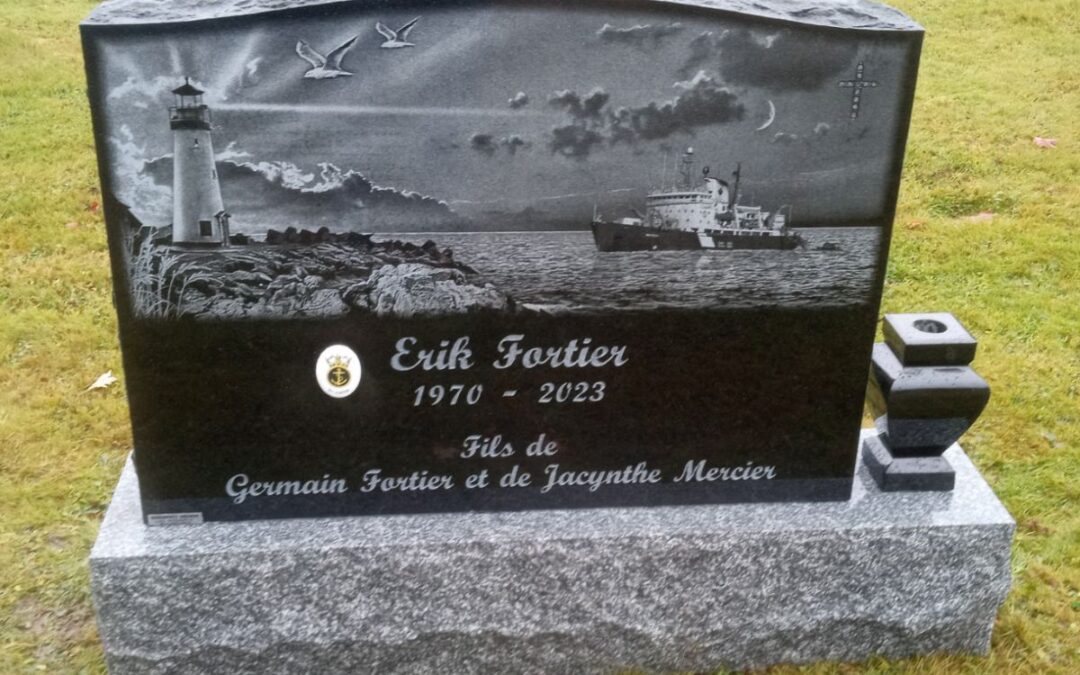 Erik Fortier
1970 - 2023
Fils de
Germain Fortier et de Jacynthe Mercier